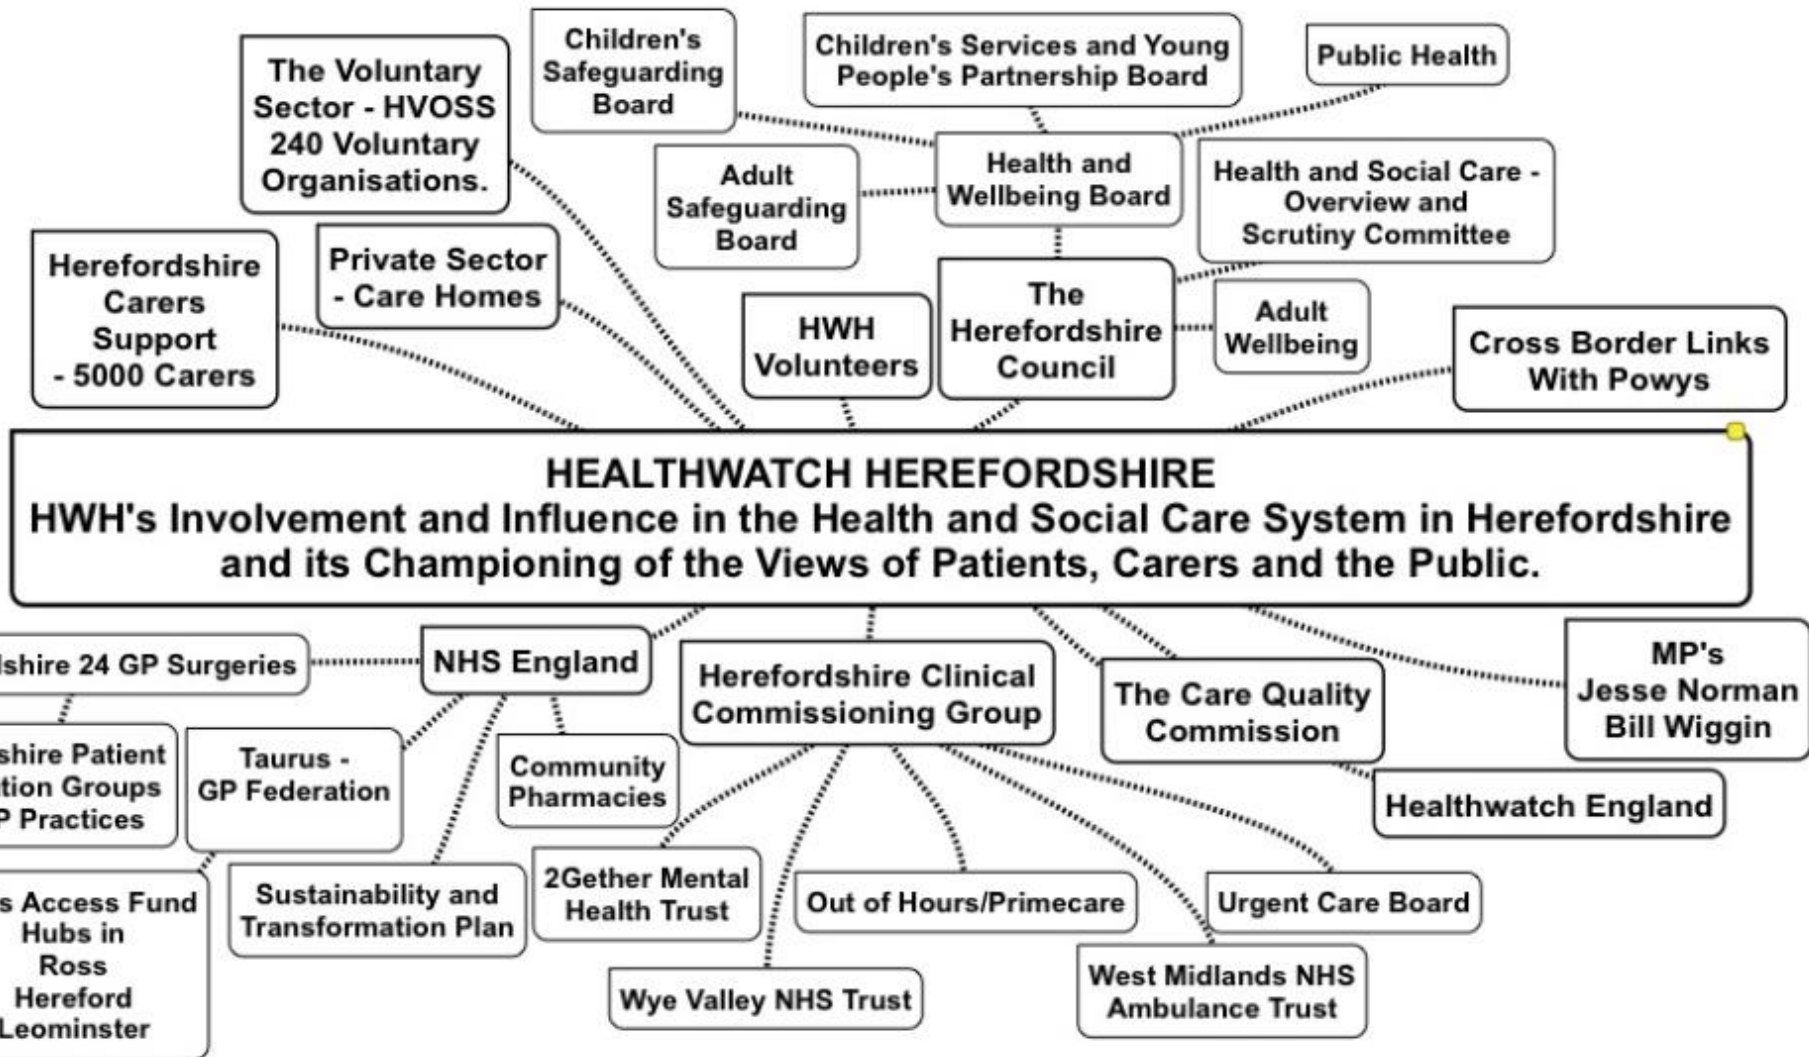 Children's
Safeguarding
Board
Children's Services and Young
People's Partnership Board
Public Health
The Voluntary
Sector - HVOSS
240 Voluntary
Organisations.
Adult
Safeguarding
Board
Health and
Wellbeing Board
Health and Social Care -
Overview and
Scrutiny Committee
Herefordshire
Carers
Support
- 5000 Carers
Private Sector
- Care Homes
HWH
Volunteers
The
Herefordshire
Council
Adult
Wellbeing
Cross Border Links
With Powys
HEALTHWATCH HEREFORDSHIRE
HWH's Involvement and Influence in the Health and Social Care System in Herefordshire
and its Championing of the Views of Patients, Carers and the Public.
24 GP Surgeries
NHS England
Herefordshire Clinical
Commissioning Group
The Care Quality
Commission
MP's
Jesse Norman
Bill Wiggin
Patient
Groups
Practices
Taurus -
GP Federation
Community
Pharmacies
Healthwatch England
Access Fund
Hubs in
Ross
Hereford
Leominster
Sustainability and
Transformation Plan
2Gether Mental
Health Trust
Out of Hours/Primecare
Urgent Care Board
Wye Valley NHS Trust
West Midlands NHS
Ambulance Trust